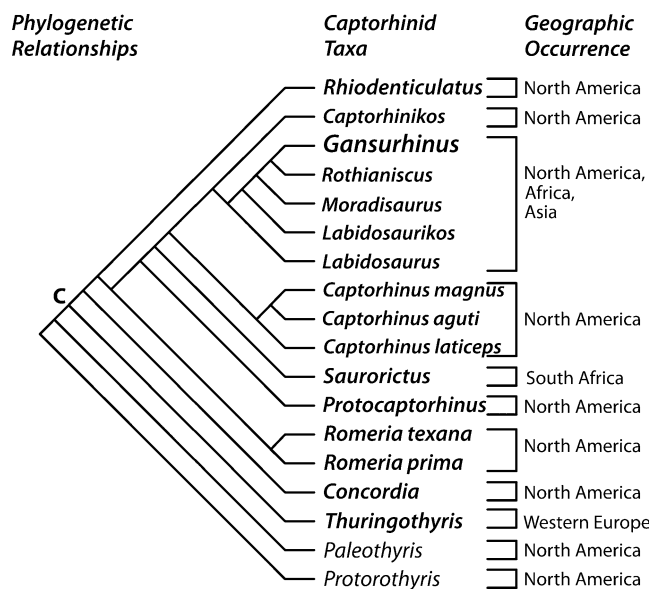 Phylogenetic Relationships
Captorhinid Taxa
Geographic Occurrence
Rhiodenticulatus North America
Captorhinikos North America
Gansurhinus
Rothianiscus
Moradisaurus
Labidosaurikos
Labidosaurus
North America,
Africa,
Asia
C
Captorhinus magnus
Captorhinus aguti
Captorhinus laticeps
North America
Saurorictus South Africa
Protocaptorhinus North America
Romeria texana
Romeria prima
North America
Concordia North America
Thuringothyris Western Europe
Paleothyris North America
Protorothyris North America